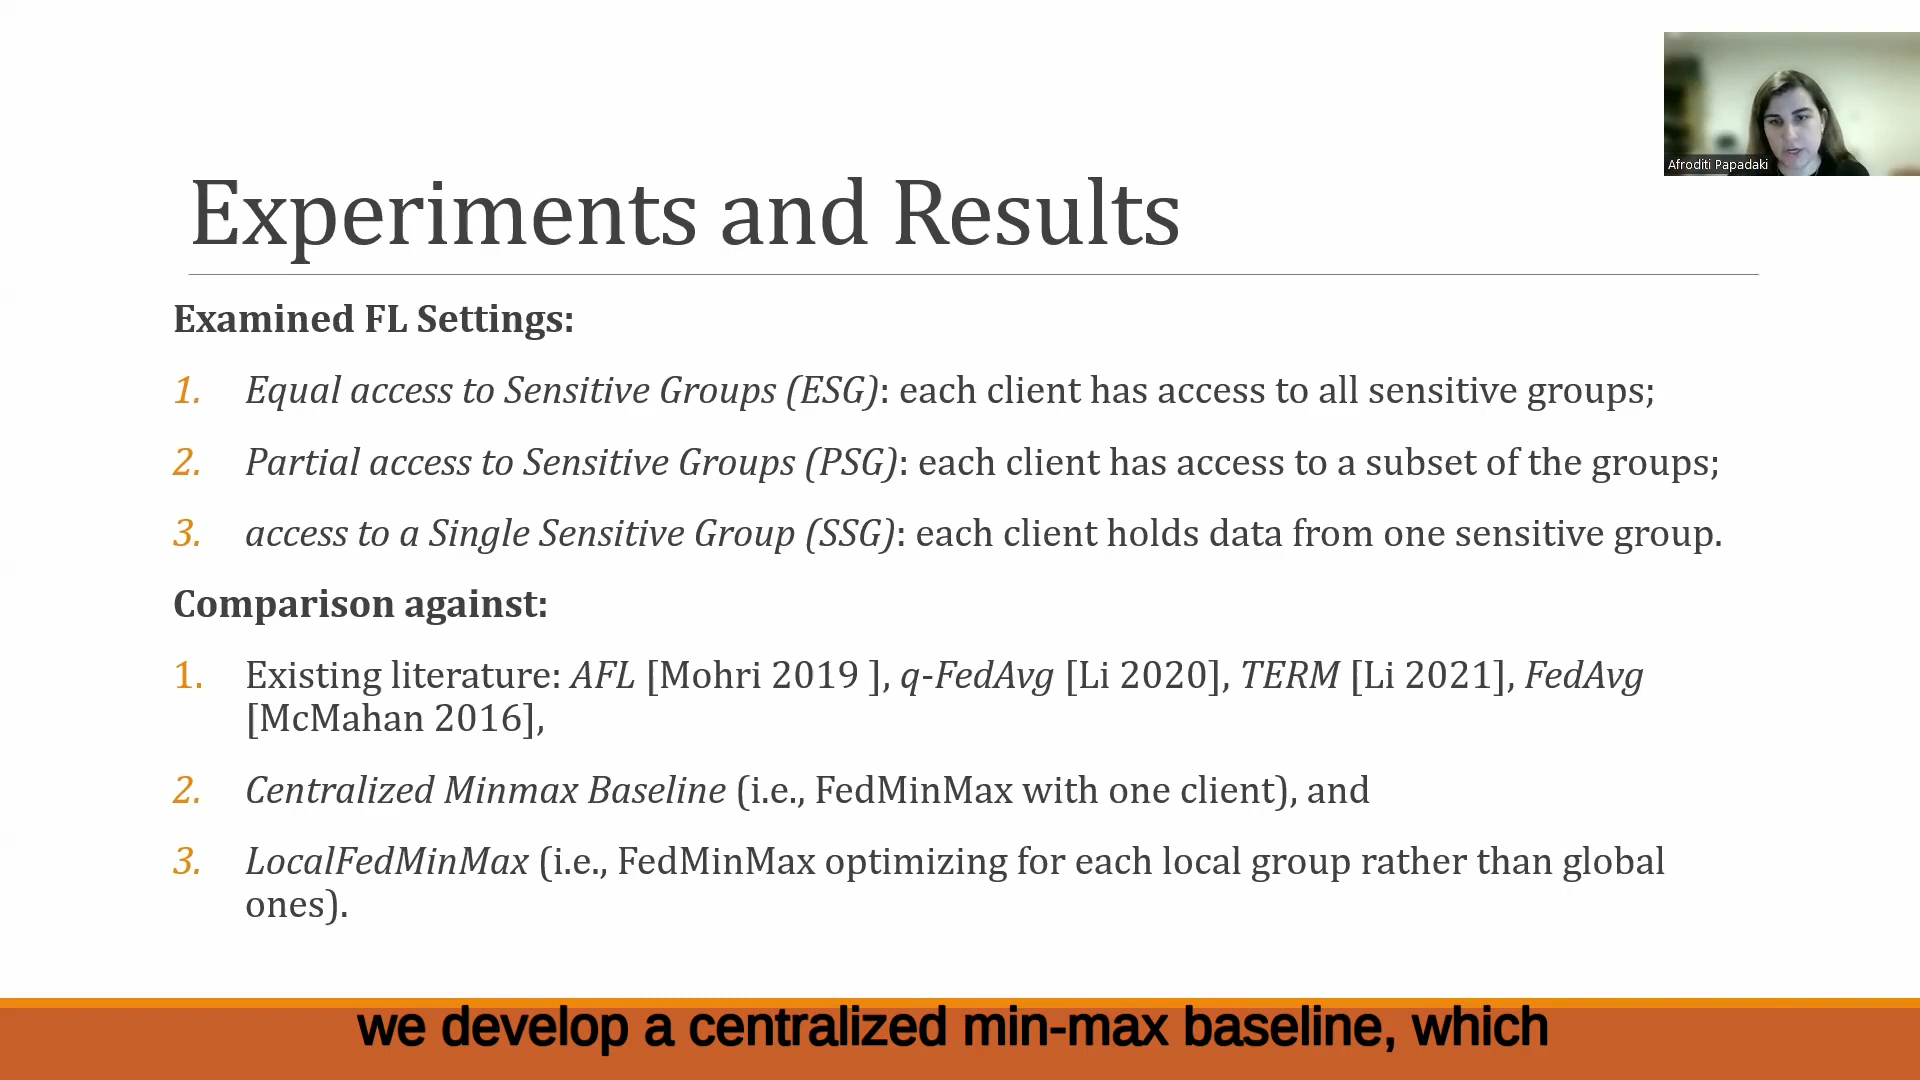 Afroditi Papadaki
Experiments and Results
Examined FL Settings:
1. Equal access to Sensitive Groups (ESG): each client has access to all sensitive groups;
2. Partial access to Sensitive Groups (PSG): each client has access to a subset of the groups;
3. access to a Single Sensitive Group (SSG): each client holds data from one sensitive group.
Comparison against:
1. Existing literature: AFL [Mohri 2019 ], q-FedAvg [Li 2020], TERM [Li 2021], FedAvg
[McMahan 2016],
2. Centralized Minmax Baseline (i.e., FedMinMax with one client), and
3. LocalFedMinMax (i.e., FedMinMax optimizing for each local group rather than global
ones).
we develop a centralized min-max baseline, which